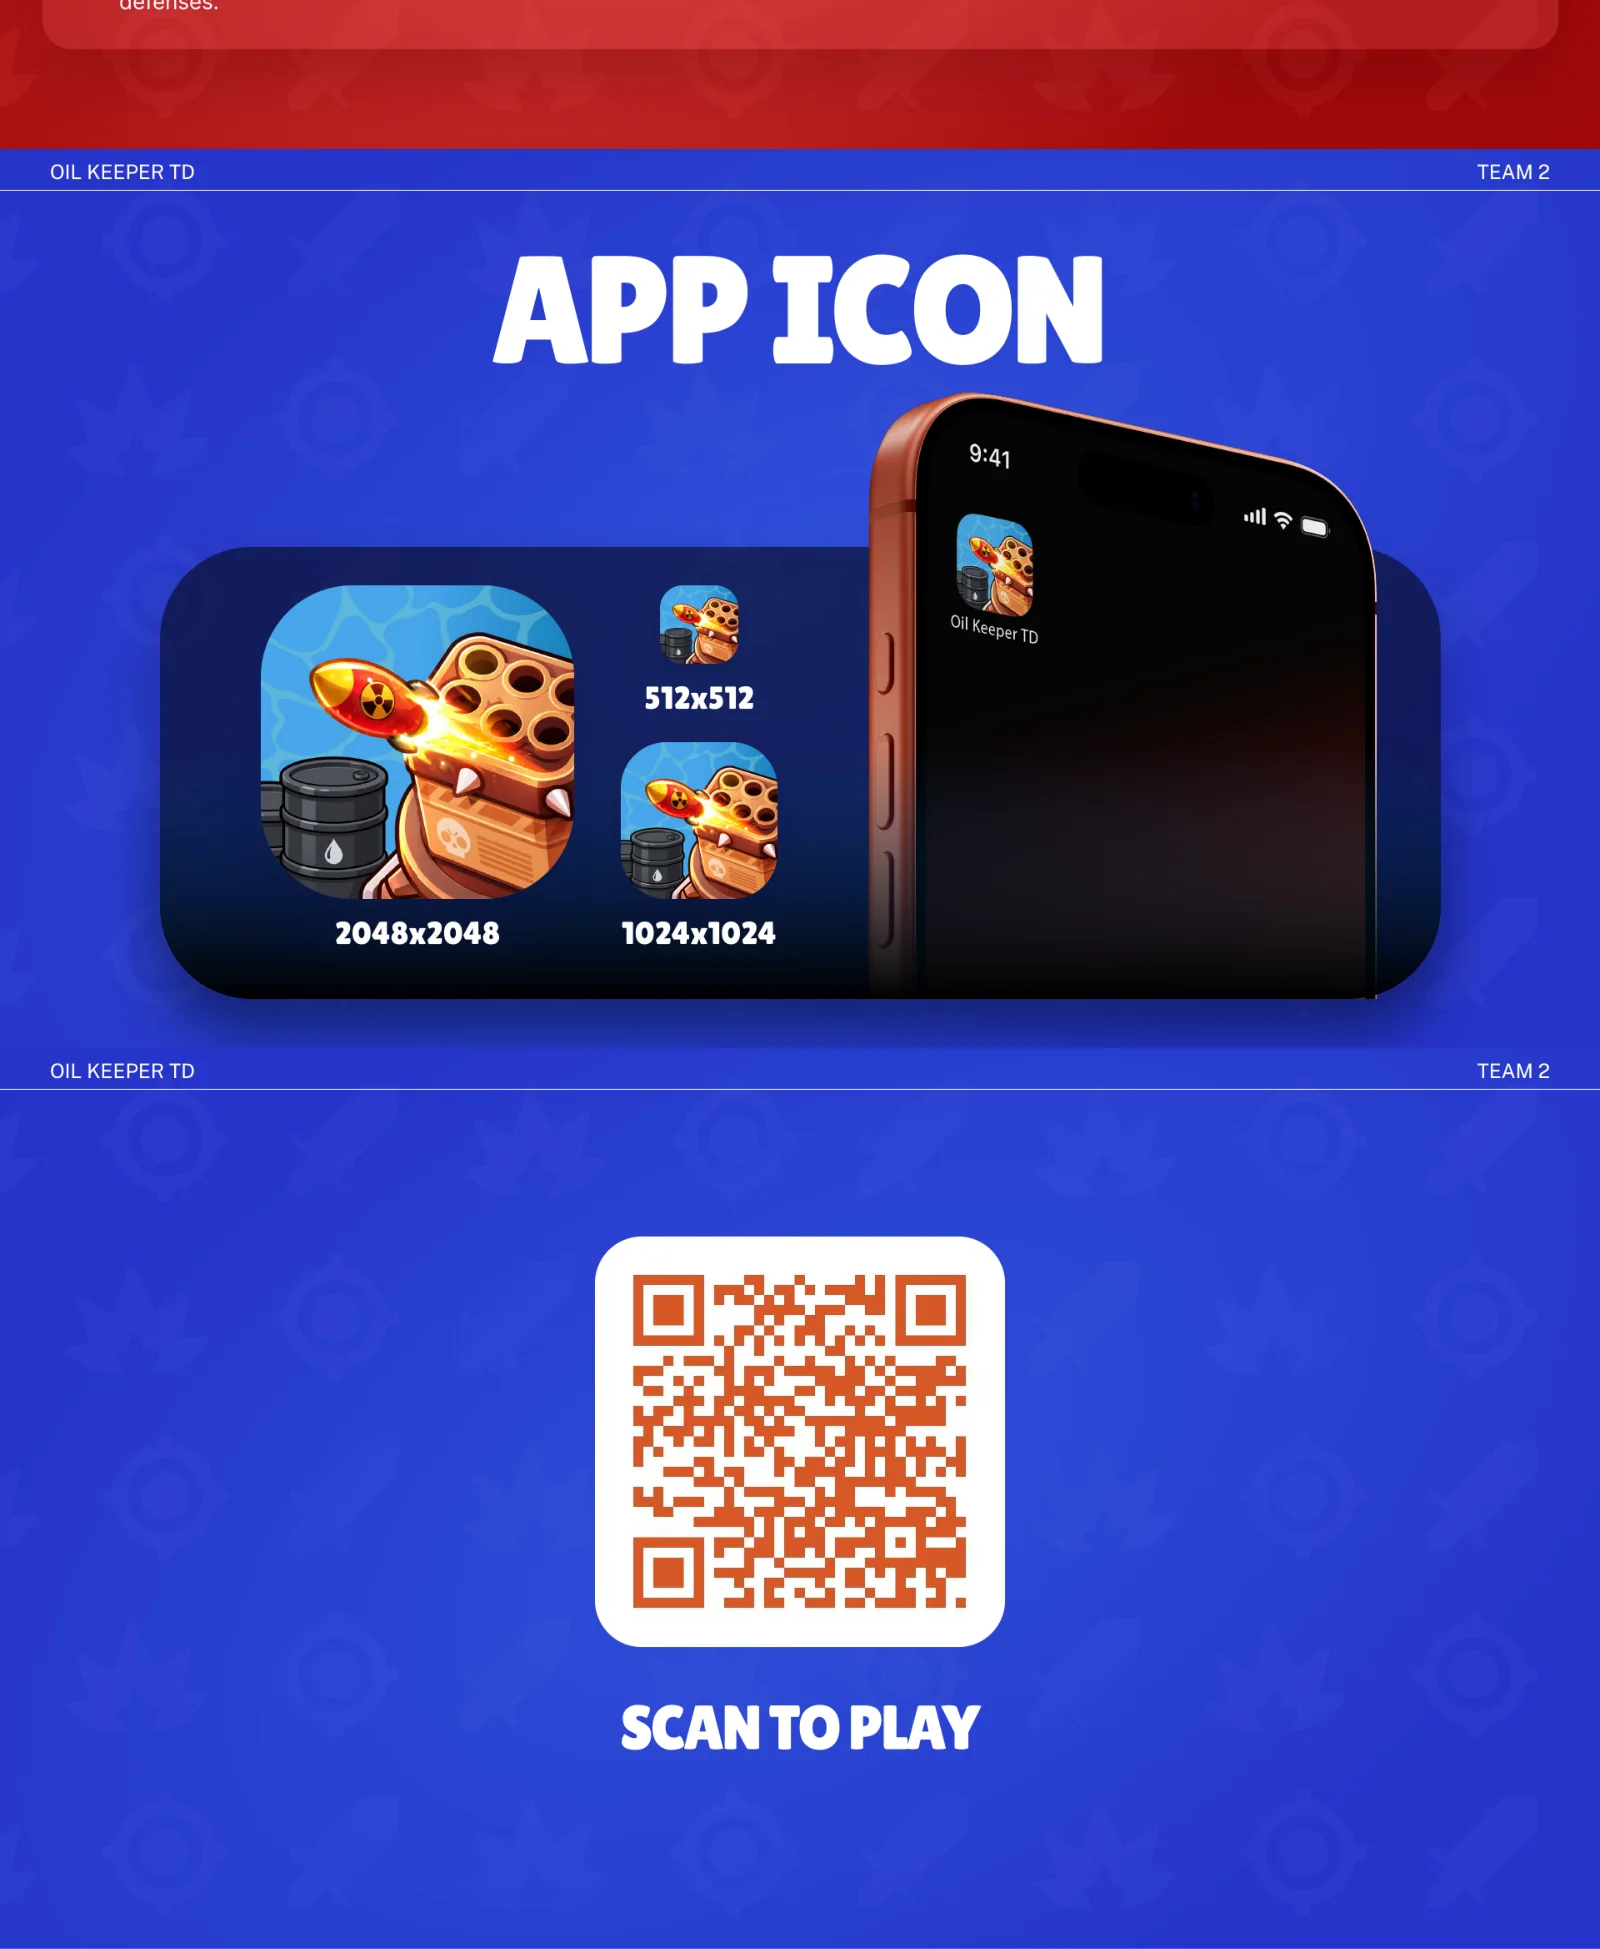 defenses.
OIL KEEPER TD
TEAM 2
APP ICON
9:41
Oil Keeper TD
512x512
2048x2048
1024x1024
OIL KEEPER TD
TEAM 2
SCAN TO PLAY